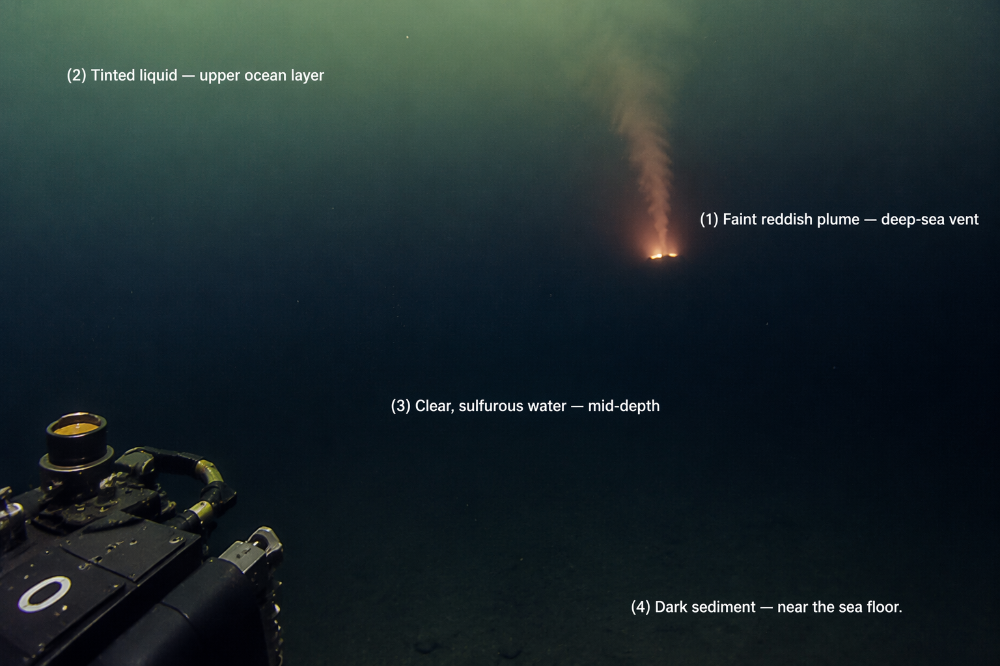 (2) Tinted liquid — upper ocean layer
(1) Faint reddish plume — deep-sea vent
(3) Clear, sulfurous water — mid-depth
O
(4) Dark sediment — near the sea floor.